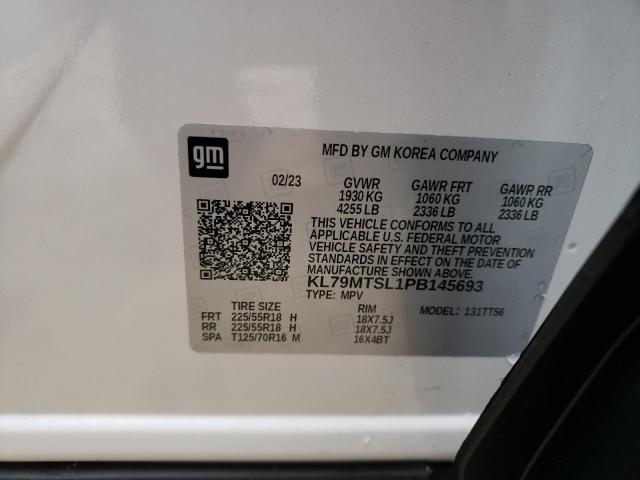 gm
MFD BY GM KOREA COMPANY
02/23 GVWR GAWR FRT GAWR RR
1930 KG 1060 KG 1060 KG
4255 LB 2336 LB 2336 LB
THIS VEHICLE CONFORMS TO ALL
APPLICABLE U.S. FEDERAL MOTOR
VEHICLE SAFETY AND THEFT PREVENTION
STANDARDS IN EFFECT ON THE DATE OF
MANUFACTURE SHOWN ABOVE.
KL79MTSL1PB145693
TYPE: MPV MODEL: 131TT56
TIRE SIZE RIM
FRT 225/55R18 H 18X7.5J
RR 225/55R18 H 18X7.5J
SPA T125/70R16 M 16X4BT